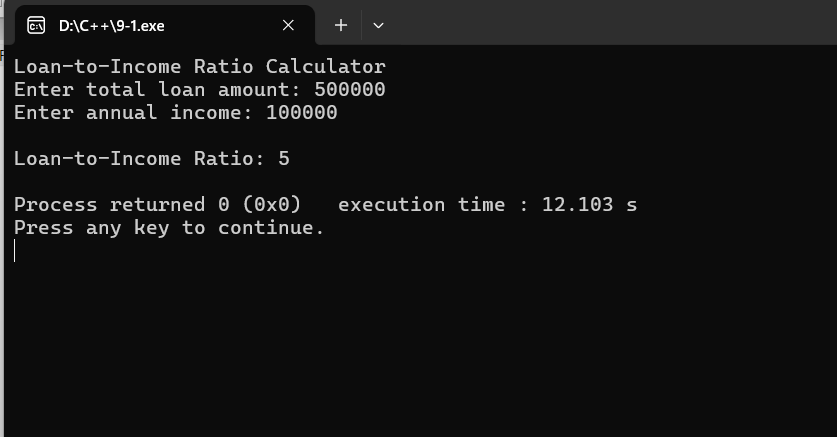 D:\C++\9-1.exe
Loan-to-Income Ratio Calculator
Enter total loan amount: 500000
Enter annual income: 100000
Loan-to-Income Ratio: 5
Process returned 0 (0x0)   execution time : 12.103 s
Press any key to continue.